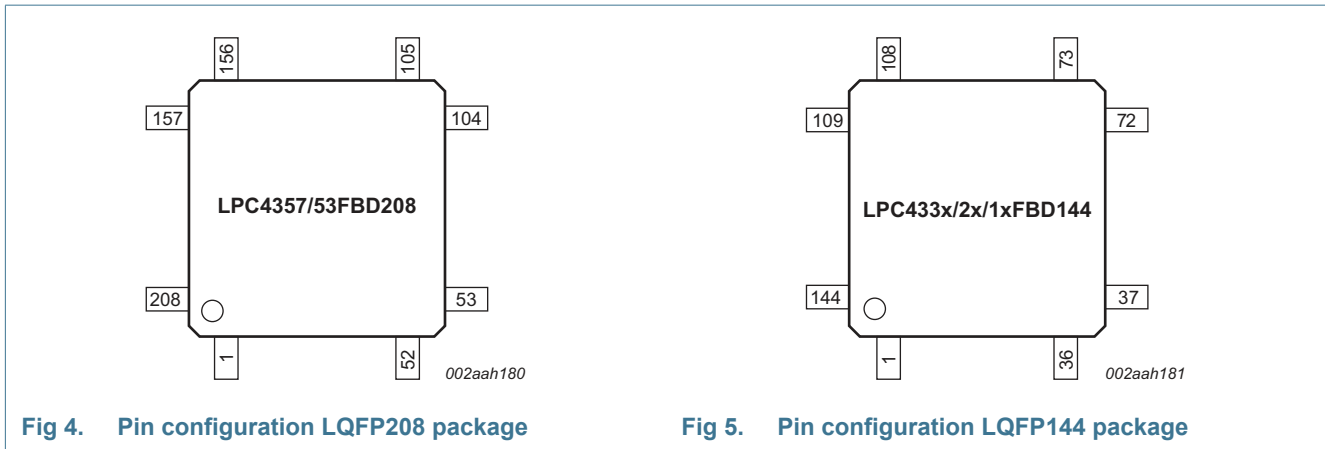 156
105
157
104
LPC4357/53FBD208
208
53
1
52
002aah180
Fig 4. Pin configuration LQFP208 package
108
73
109
72
LPC433x/2x/1xFBD144
144
37
1
36
002aah181
Fig 5. Pin configuration LQFP144 package